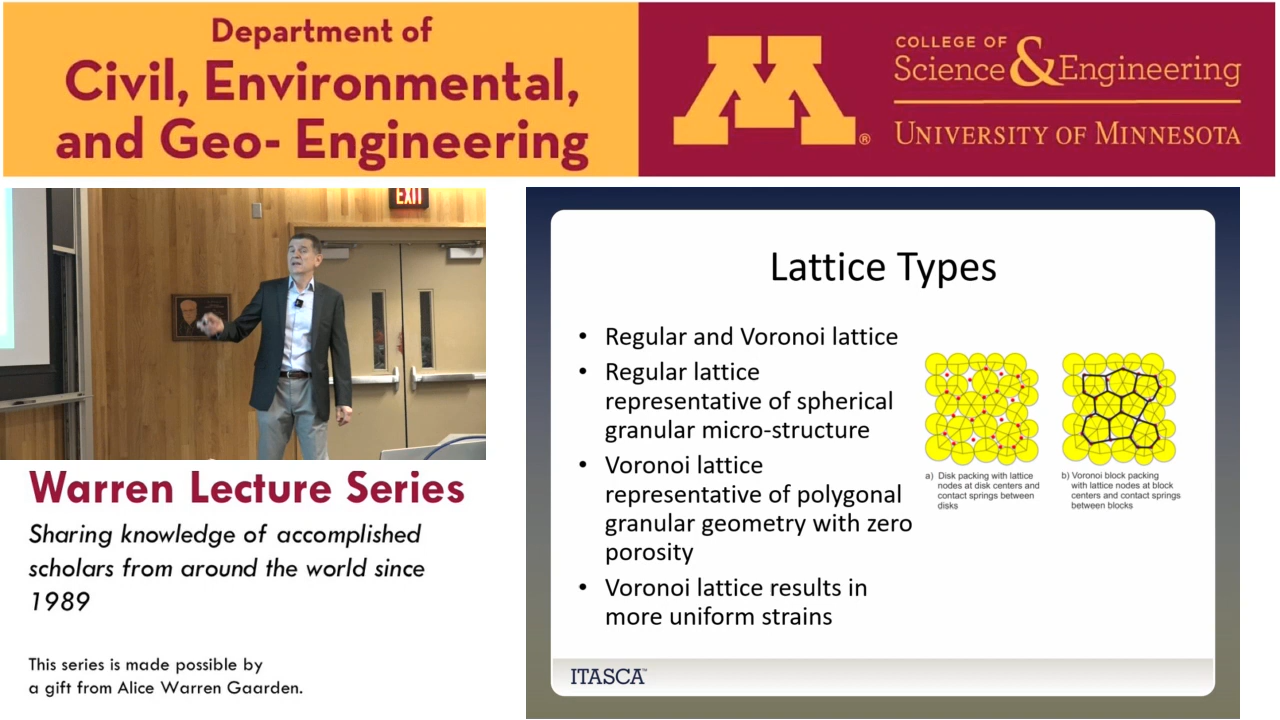 Department of
Civil, Environmental,
and Geo- Engineering
COLLEGE OF
Science & Engineering
UNIVERSITY OF MINNESOTA
M
®
EXIT
Warren Lecture Series
Sharing knowledge of accomplished
scholars from around the world since
1989
This series is made possible by
a gift from Alice Warren Gaarden.
Lattice Types
• Regular and Voronoi lattice
• Regular lattice
representative of spherical
granular micro-structure
• Voronoi lattice
representative of polygonal
granular geometry with zero
porosity
• Voronoi lattice results in
more uniform strains
a) Disk packing with lattice
nodes at disk centers and
contact springs between
disks
b) Voronoi block packing
with lattice nodes at block
centers and contact springs
between blocks
ITASCA™